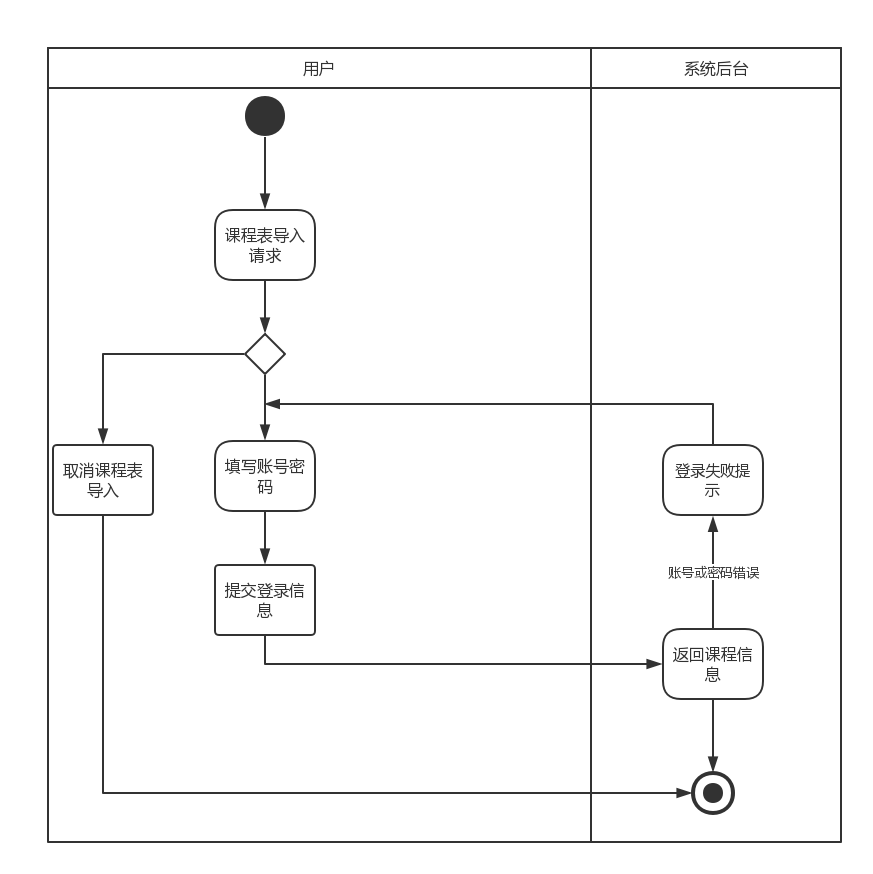 用户
系统后台
课程表导入
请求
取消课程表
导入
填写账号密
码
登录失败提
示
账号或密码错误
提交登录信
息
返回课程信
息